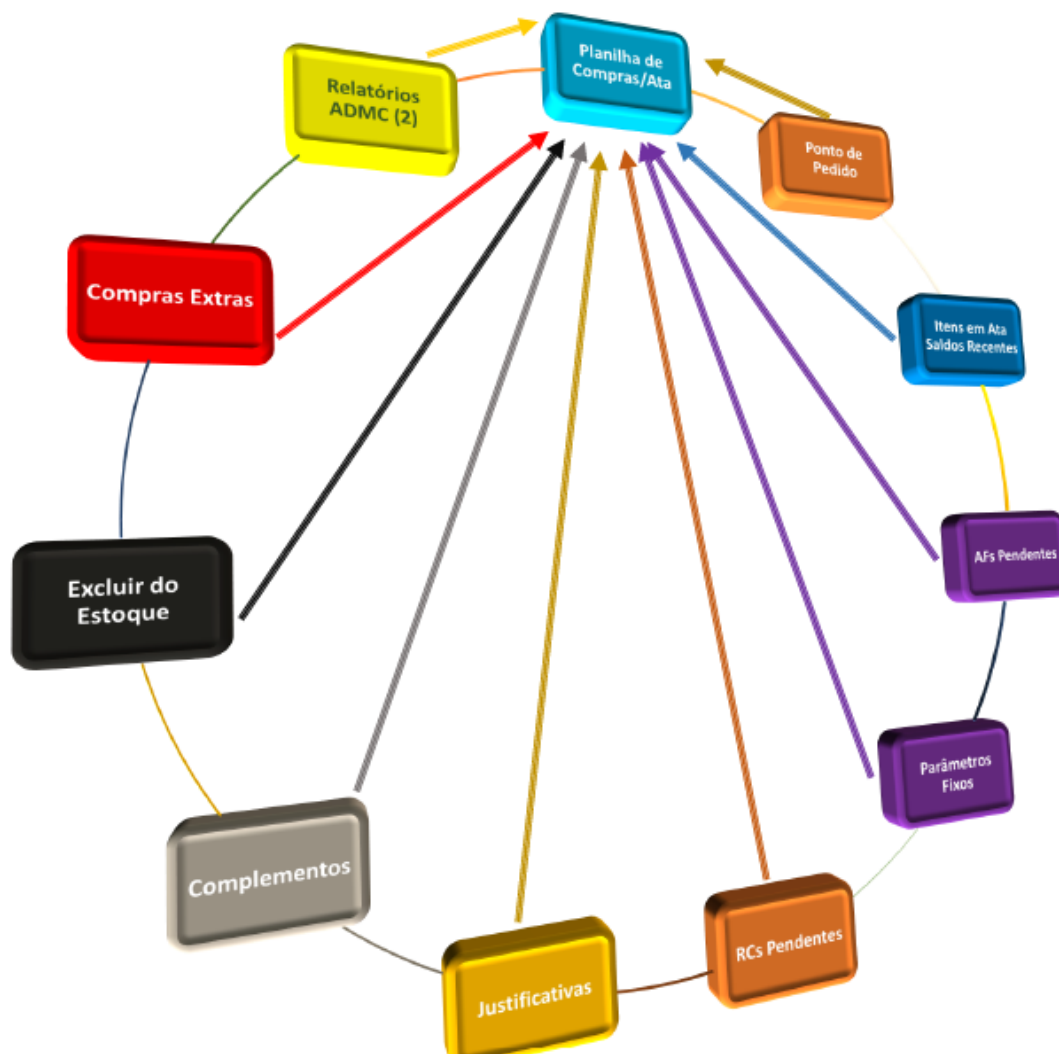 Planilha de
Compras/Ata
Ponto de
Pedido
Itens em Ata
Saldos Recentes
AFs Pendentes
Parâmetros
Fixos
RCs Pendentes
Justificativas
Complementos
Excluir do
Estoque
Compras Extras
Relatórios
ADMC (2)